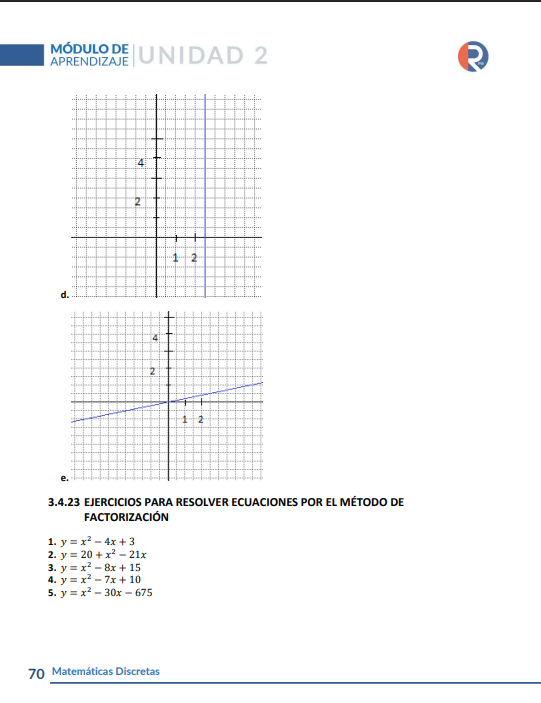 MÓDULO DE
APRENDIZAJE
UNIDAD 2
4
2
1 2
d.
4
2
1 2
e.
3.4.23 EJERCICIOS PARA RESOLVER ECUACIONES POR EL MÉTODO DE
FACTORIZACIÓN
1. y = x² − 4x + 3
2. y = 20 + x² − 21x
3. y = x² − 8x + 15
4. y = x² − 7x + 10
5. y = x² − 30x − 675
70 Matemáticas Discretas